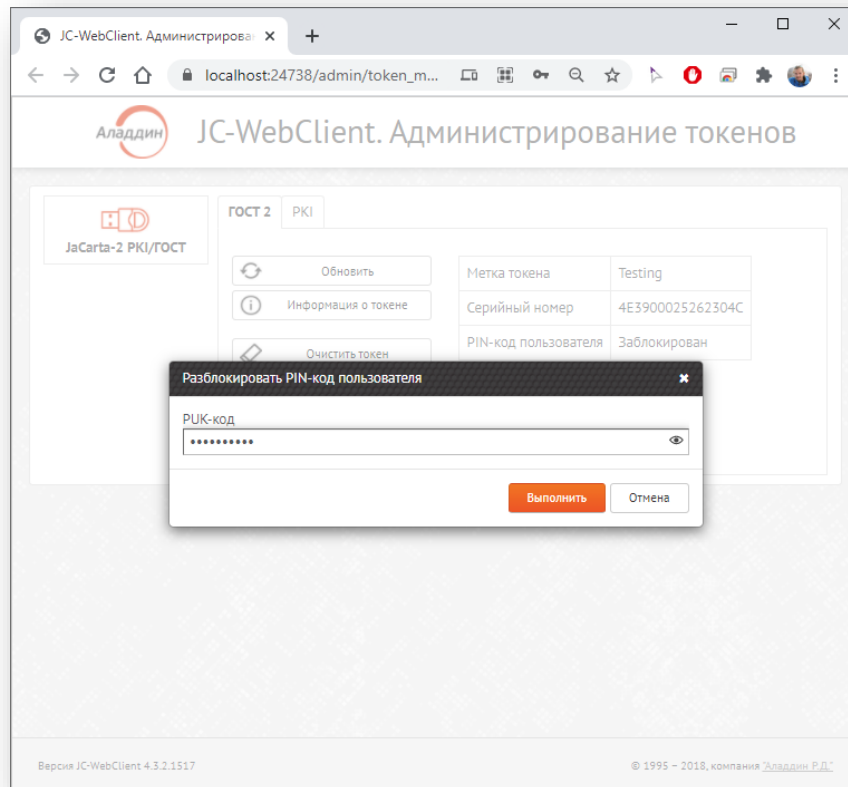 JC-WebClient. Администрирова
localhost:24738/admin/token_m...
Аладдин
JC-WebClient. Администрирование токенов
JaCarta-2 PKI/ГОСТ
ГОСТ 2
PKI
Обновить
Информация о токене
Очистить токен
Метка токена Testing
Серийный номер 4E3900025262304C
PIN-код пользователя Заблокирован
Разблокировать PIN-код пользователя
PUK-код
••••••••••
Выполнить
Отмена
Версия JC-WebClient 4.3.2.1517
© 1995 – 2018, компания "Аладдин Р.Д."